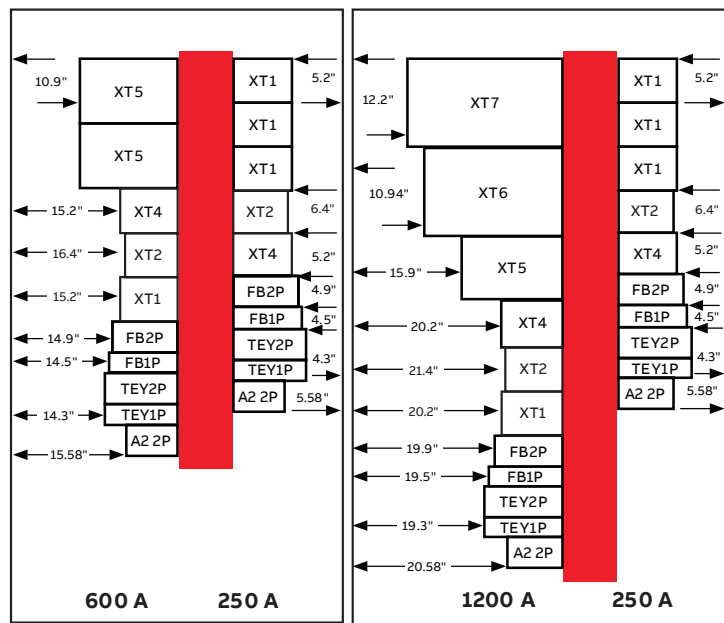 10.9"
XT5
XT5
15.2"
XT4
16.4"
XT2
15.2"
XT1
14.9"
FB2P
14.5"
FB1P
TEY2P
14.3"
TEY1P
A2 2P
15.58"
XT1
5.2"
XT1
XT1
XT2
6.4"
XT4
5.2"
FB2P
4.9"
FB1P
4.5"
TEY2P
4.3"
TEY1P
A2 2P
5.58"
600 A
250 A
12.2"
XT7
10.94"
XT6
15.9"
XT5
20.2"
XT4
21.4"
XT2
20.2"
XT1
19.9"
FB2P
19.5"
FB1P
TEY2P
19.3"
TEY1P
A2 2P
20.58"
XT1
5.2"
XT1
XT1
XT2
6.4"
XT4
5.2"
FB2P
4.9"
FB1P
4.5"
TEY2P
4.3"
TEY1P
A2 2P
5.58"
1200 A
250 A